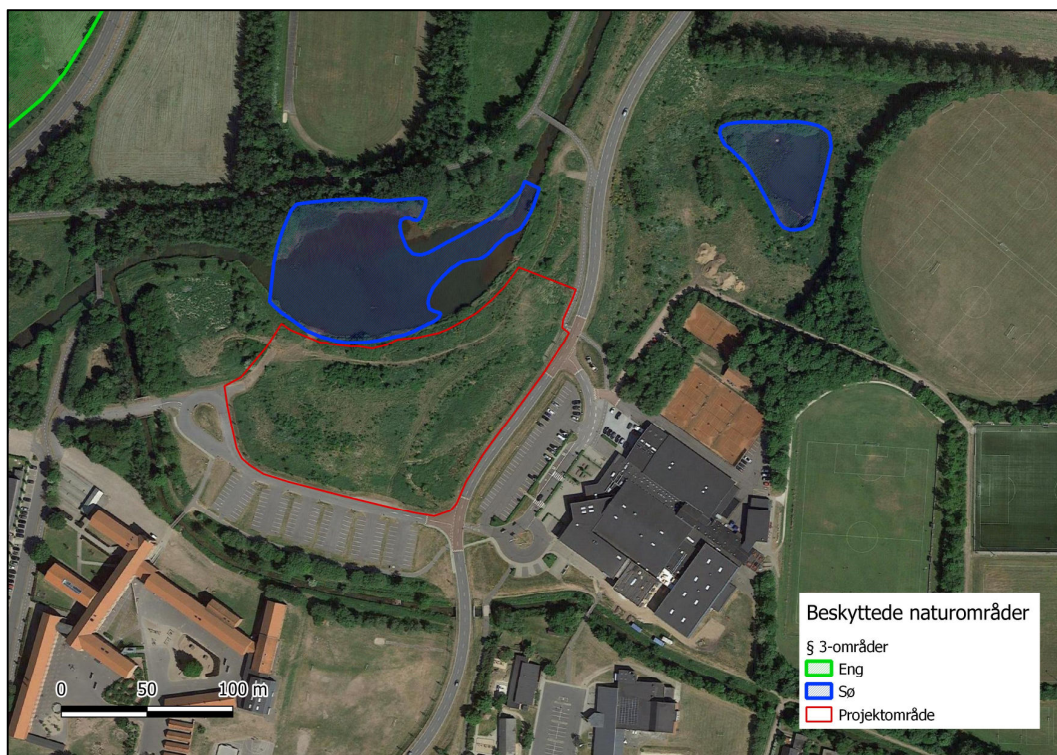 Beskyttede naturområder
§ 3-områder
Eng
Sø
Projektområde
0 50 100 m